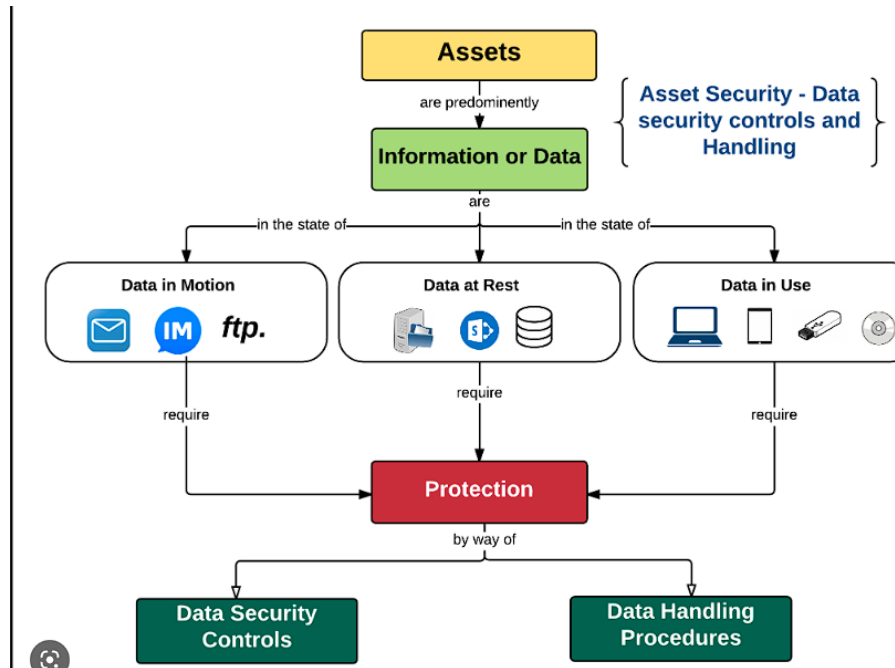 Assets
are predominently
Asset Security - Data
security controls and
Handling
Information or Data
are
in the state of
in the state of
Data in Motion
Data at Rest
Data in Use
IM
ftp.
S
require
require
require
Protection
by way of
Data Security
Controls
Data Handling
Procedures